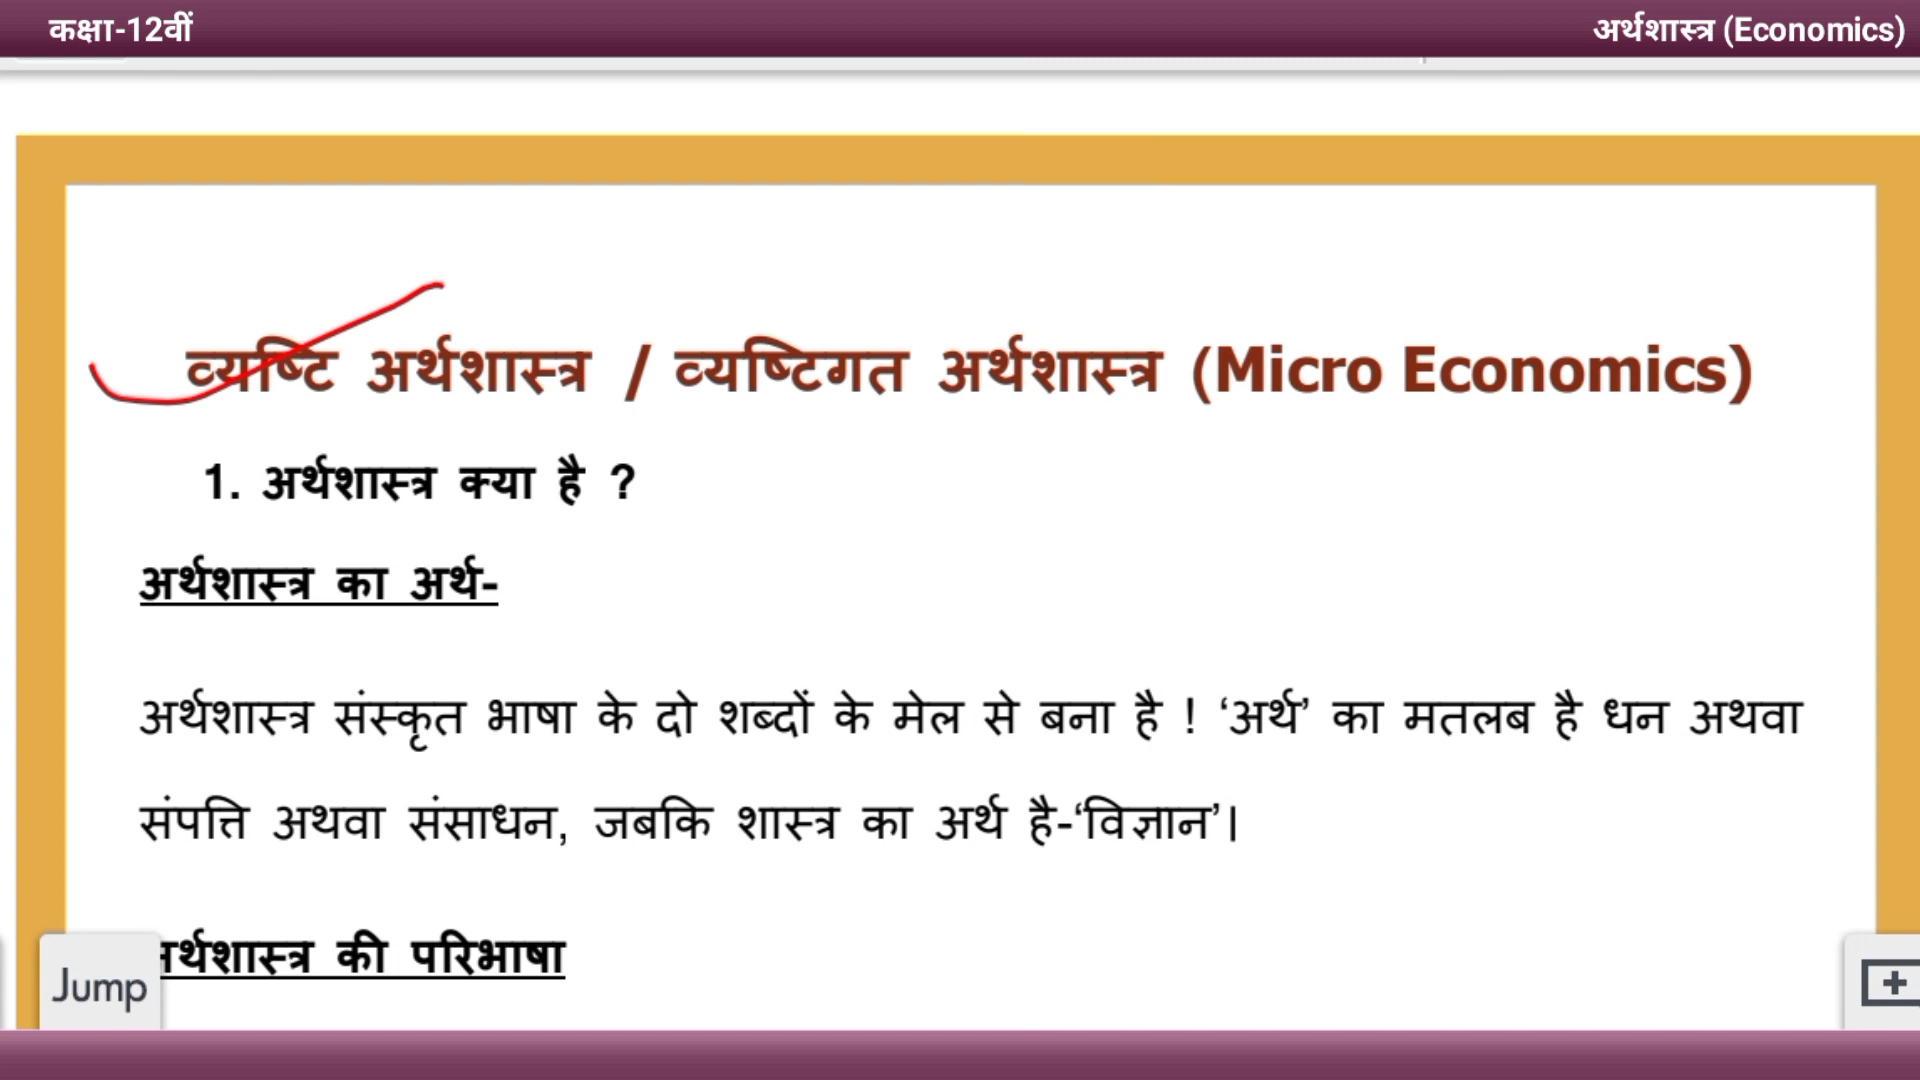 कक्षा-12वीं
अर्थशास्त्र (Economics)
व्यष्टि अर्थशास्त्र / व्यष्टिगत अर्थशास्त्र (Micro Economics)
1. अर्थशास्त्र क्या है ?
अर्थशास्त्र का अर्थ-
अर्थशास्त्र संस्कृत भाषा के दो शब्दों के मेल से बना है ! ‘अर्थ’ का मतलब है धन अथवा
संपत्ति अथवा संसाधन, जबकि शास्त्र का अर्थ है-‘विज्ञान’।
अर्थशास्त्र की परिभाषा
Jump